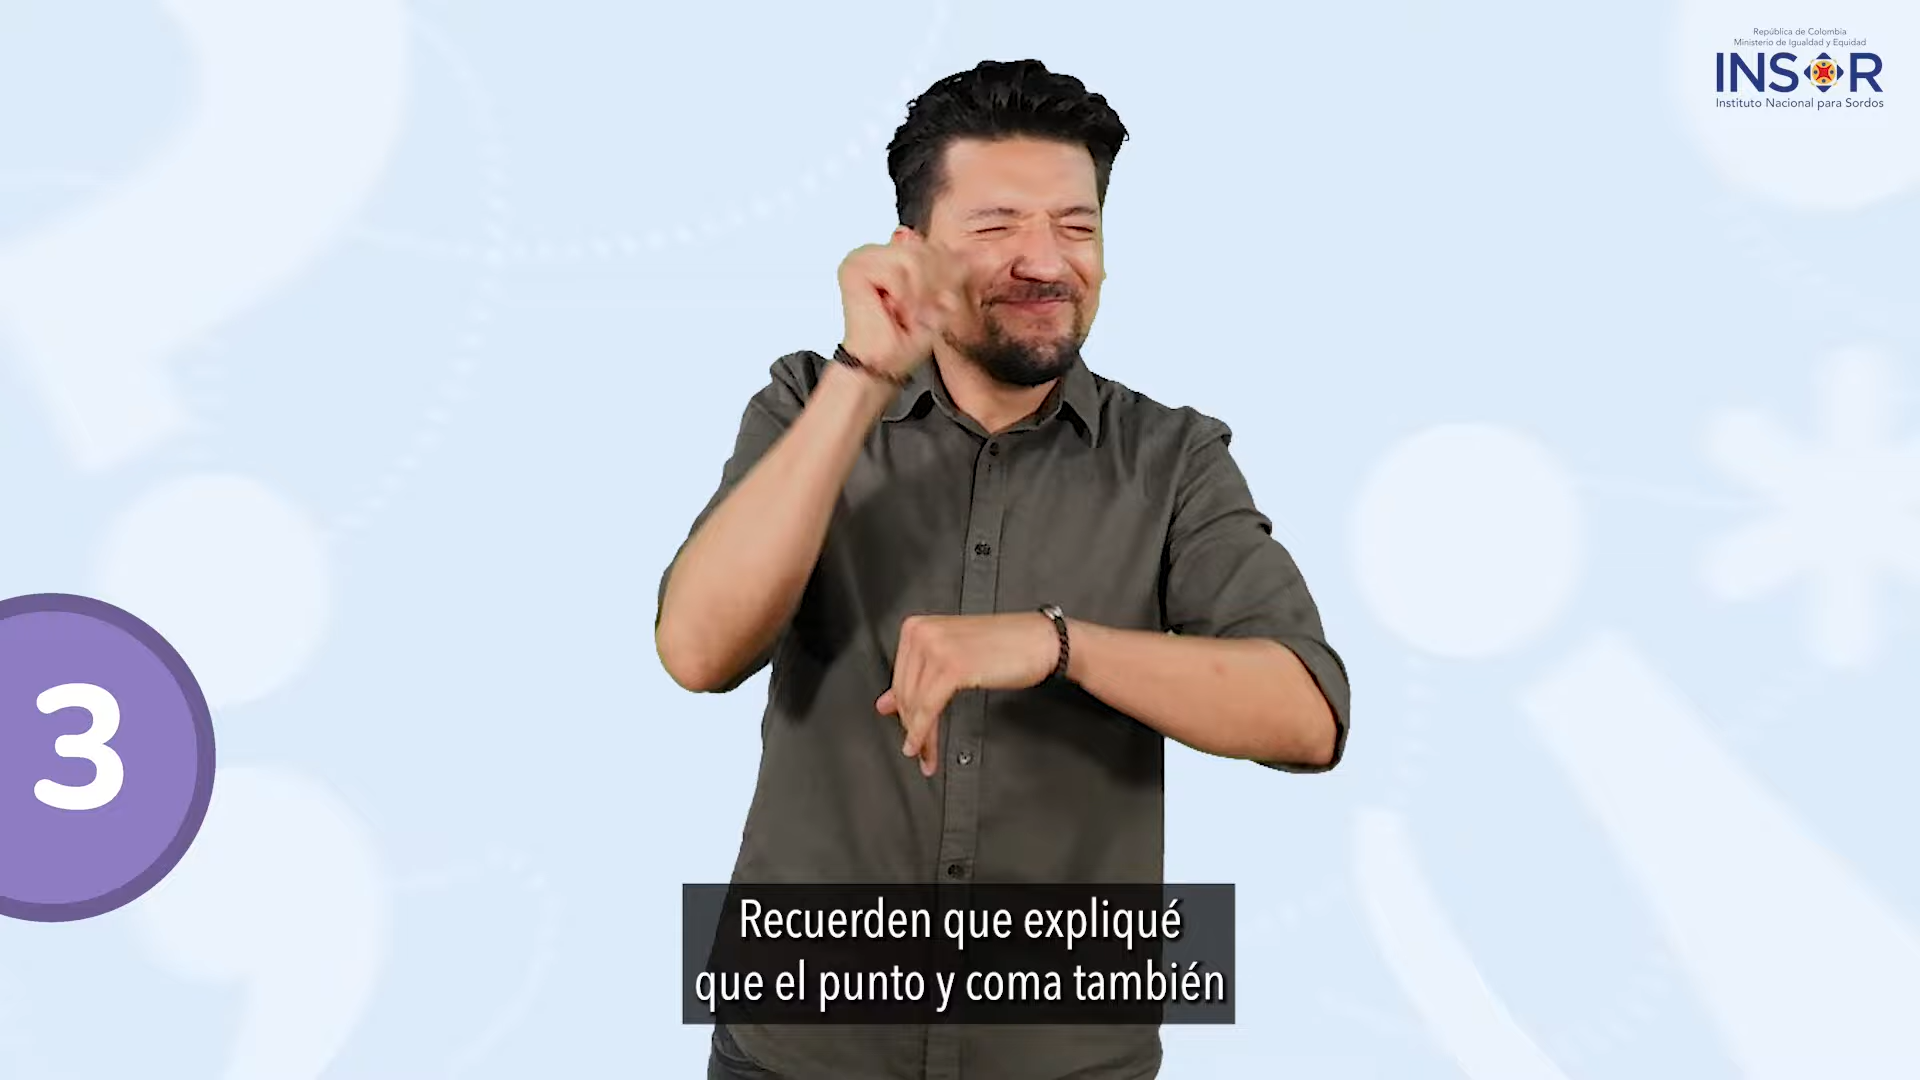 República de Colombia
Ministerio de Igualdad y Equidad
INSOR
Instituto Nacional para Sordos
3
Recuerden que expliqué
que el punto y coma también